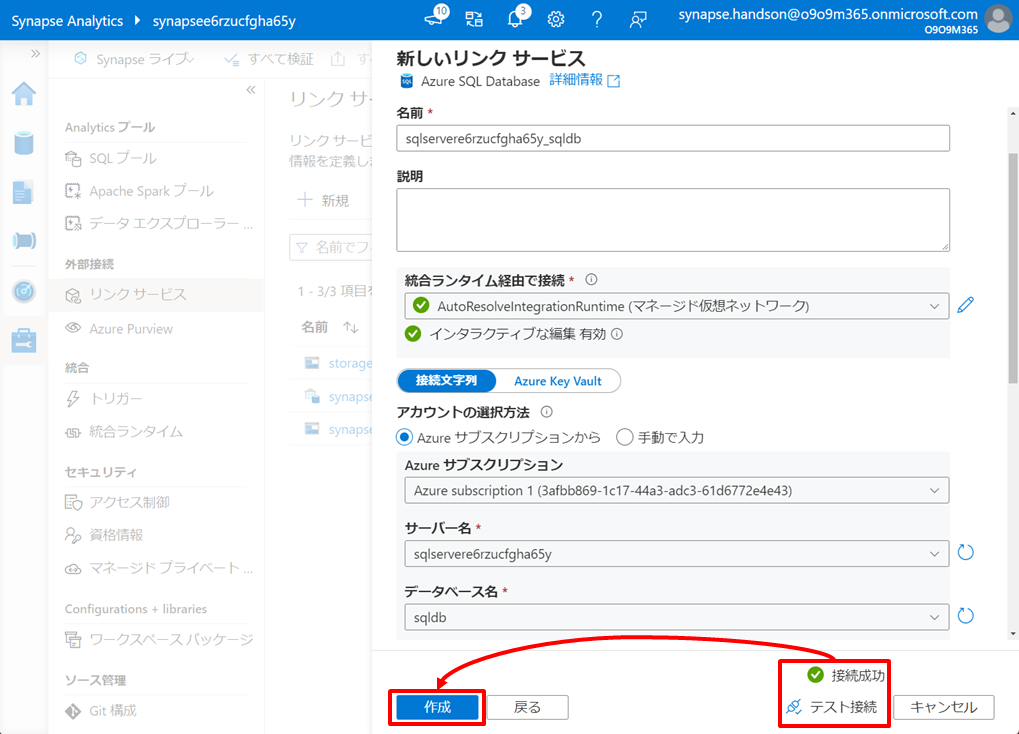 Synapse Analytics
synapsee6rzucfgha65y
10
3
synapse.handson@o9o9m365.onmicrosoft.com
O9O9M365
Synapse ライブ
すべて検証
Analytics プール
SQL プール
Apache Spark プール
データ エクスプローラー ...
外部接続
リンク サービス
Azure Purview
統合
トリガー
統合ランタイム
セキュリティ
アクセス制御
資格情報
マネージド プライベート ...
Configurations + libraries
ワークスペース パッケージ
ソース管理
Git 構成
リンク サー
リンク サービ
情報を定義し
新規
名前でフ
1 - 3/3 項目を
名前
storage
synapse
synapse
新しいリンク サービス
SQL
Azure SQL Database 詳細情報
名前 *
sqlservere6rzucfgha65y_sqldb
説明
統合ランタイム経由で接続 *
AutoResolveIntegrationRuntime (マネージド仮想ネットワーク)
インタラクティブな編集 有効
接続文字列
Azure Key Vault
アカウントの選択方法
Azure サブスクリプションから
手動で入力
Azure サブスクリプション
Azure subscription 1 (3afbb869-1c17-44a3-adc3-61d6772e4e43)
サーバー名 *
sqlservere6rzucfgha65y
データベース名 *
sqldb
接続成功
作成
戻る
テスト接続
キャンセル